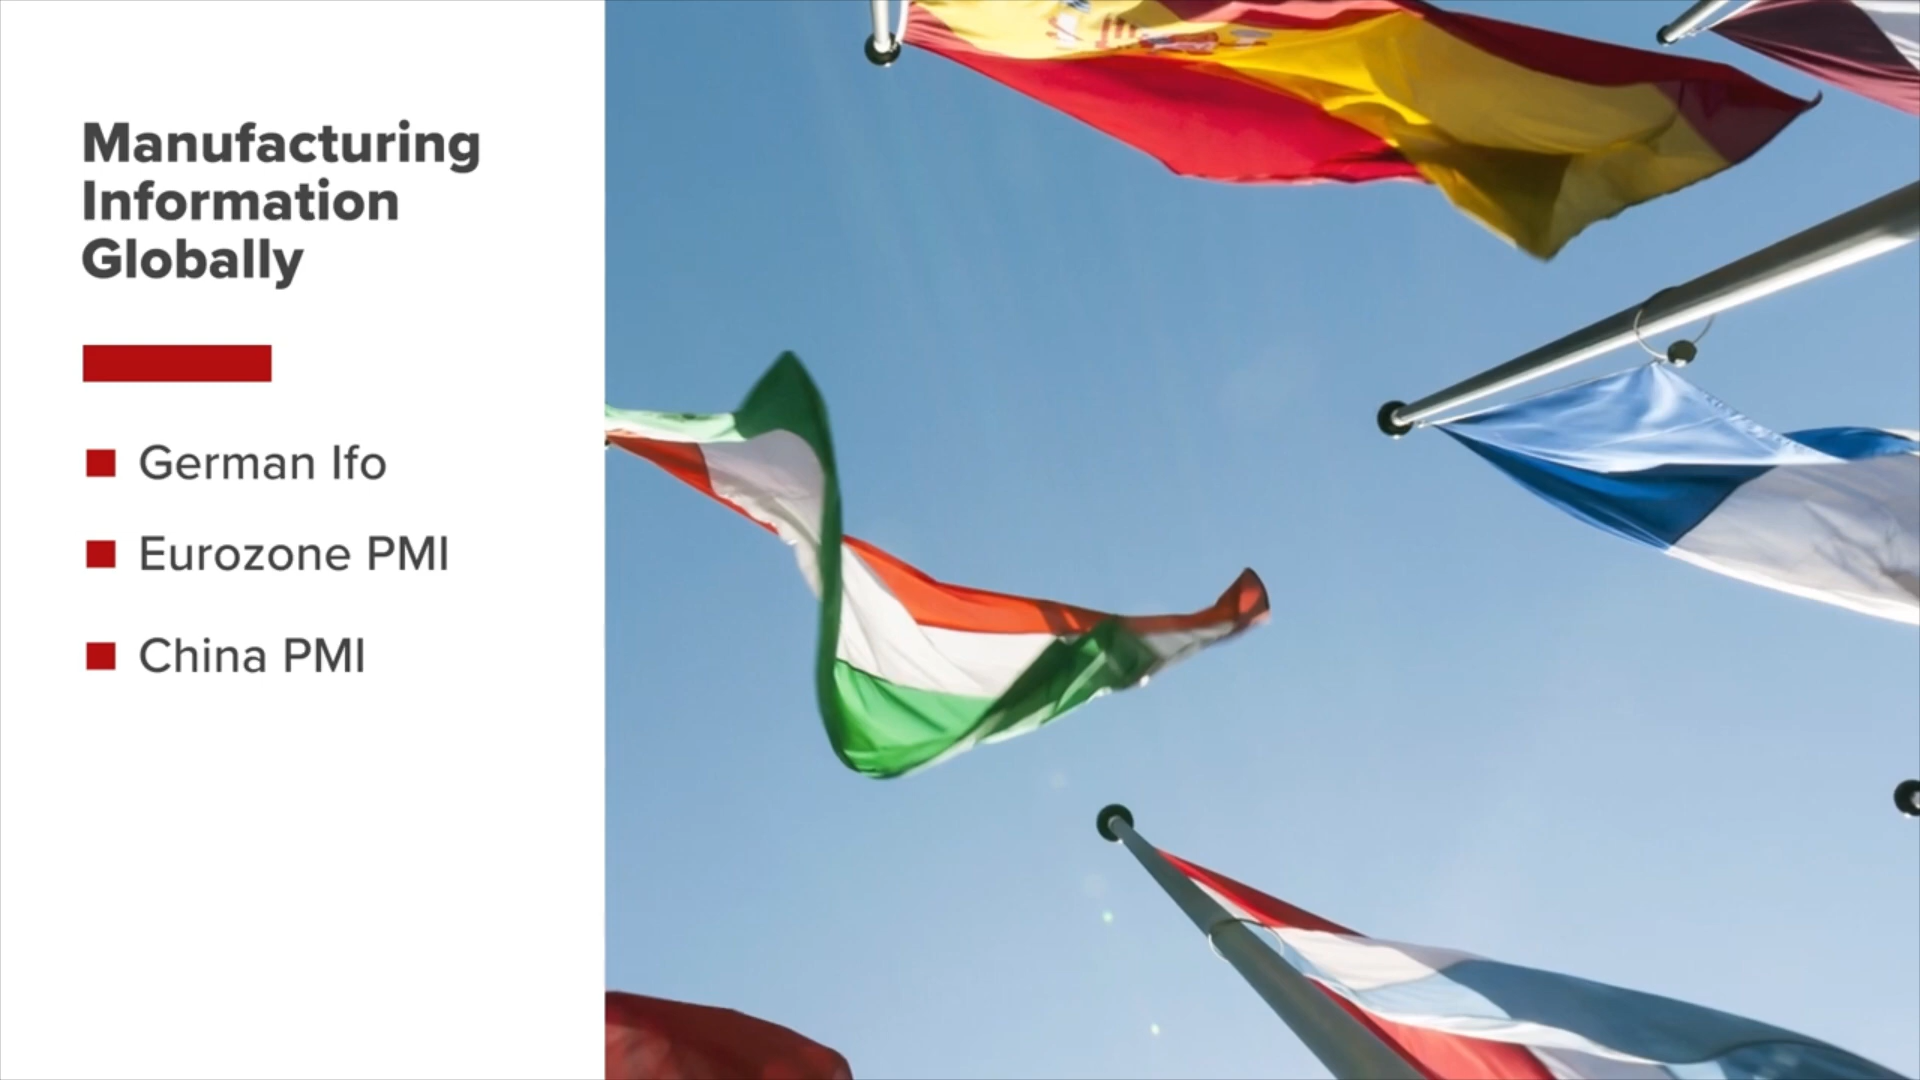 Manufacturing
Information
Globally
German Ifo
Eurozone PMI
China PMI